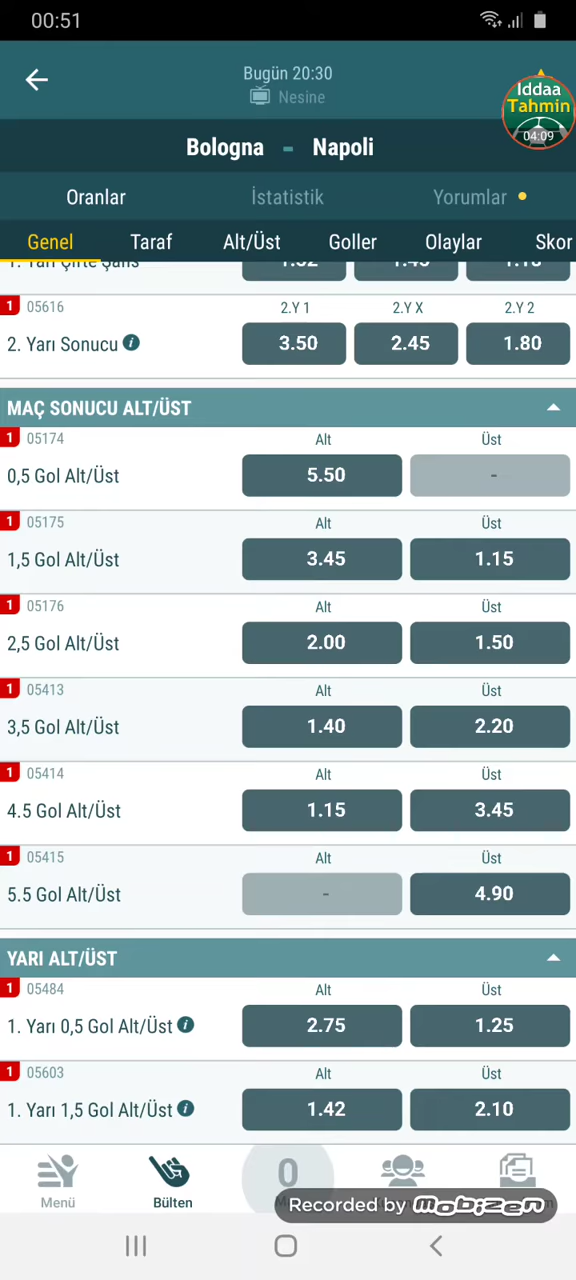 00:51
Bugün 20:30
Nesine
Iddaa
Tahmin
04:09
Bologna - Napoli
Oranlar İstatistik Yorumlar
Genel Taraf Alt/Üst Goller Olaylar Skor
1. Yarı Çifte Şans
1 05616 2.Y 1 2.Y X 2.Y 2
2. Yarı Sonucu i 3.50 2.45 1.80
MAÇ SONUCU ALT/ÜST
1 05174 Alt Üst
0,5 Gol Alt/Üst 5.50 -
1 05175 Alt Üst
1,5 Gol Alt/Üst 3.45 1.15
1 05176 Alt Üst
2,5 Gol Alt/Üst 2.00 1.50
1 05413 Alt Üst
3,5 Gol Alt/Üst 1.40 2.20
1 05414 Alt Üst
4.5 Gol Alt/Üst 1.15 3.45
1 05415 Alt Üst
5.5 Gol Alt/Üst - 4.90
YARI ALT/ÜST
1 05484 Alt Üst
1. Yarı 0,5 Gol Alt/Üst i 2.75 1.25
1 05603 Alt Üst
1. Yarı 1,5 Gol Alt/Üst i 1.42 2.10
0
Menü Bülten
Recorded by mobizen